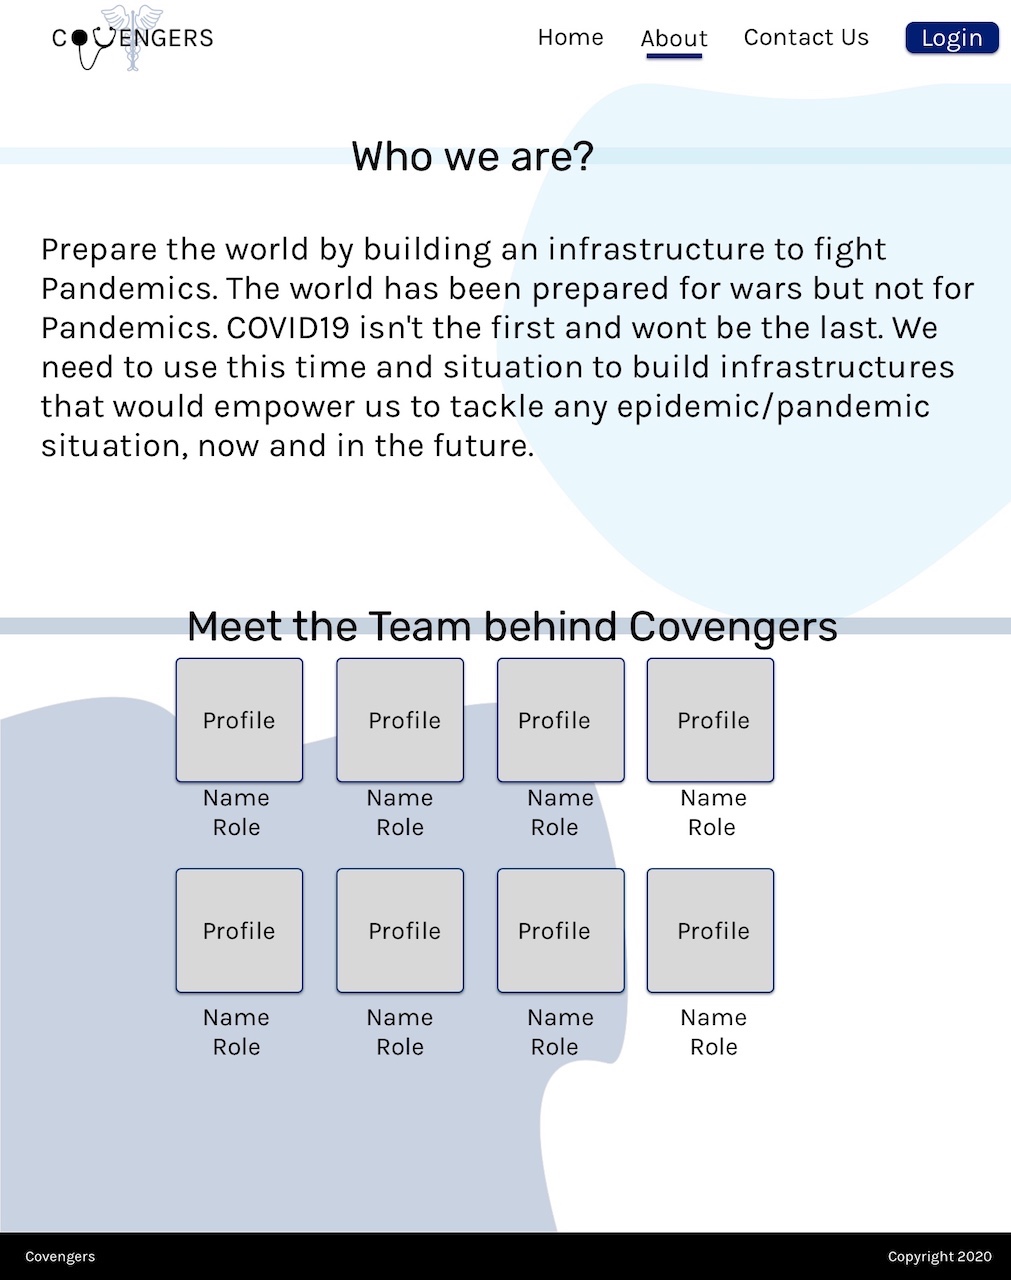 COVENGERS
Home About Contact Us Login
Who we are?
Prepare the world by building an infrastructure to fight
Pandemics. The world has been prepared for wars but not for
Pandemics. COVID19 isn't the first and wont be the last. We
need to use this time and situation to build infrastructures
that would empower us to tackle any epidemic/pandemic
situation, now and in the future.
Meet the Team behind Covengers
Profile Profile Profile Profile
Name Name Name Name
Role Role Role Role
Profile Profile Profile Profile
Name Name Name Name
Role Role Role Role
Covengers Copyright 2020